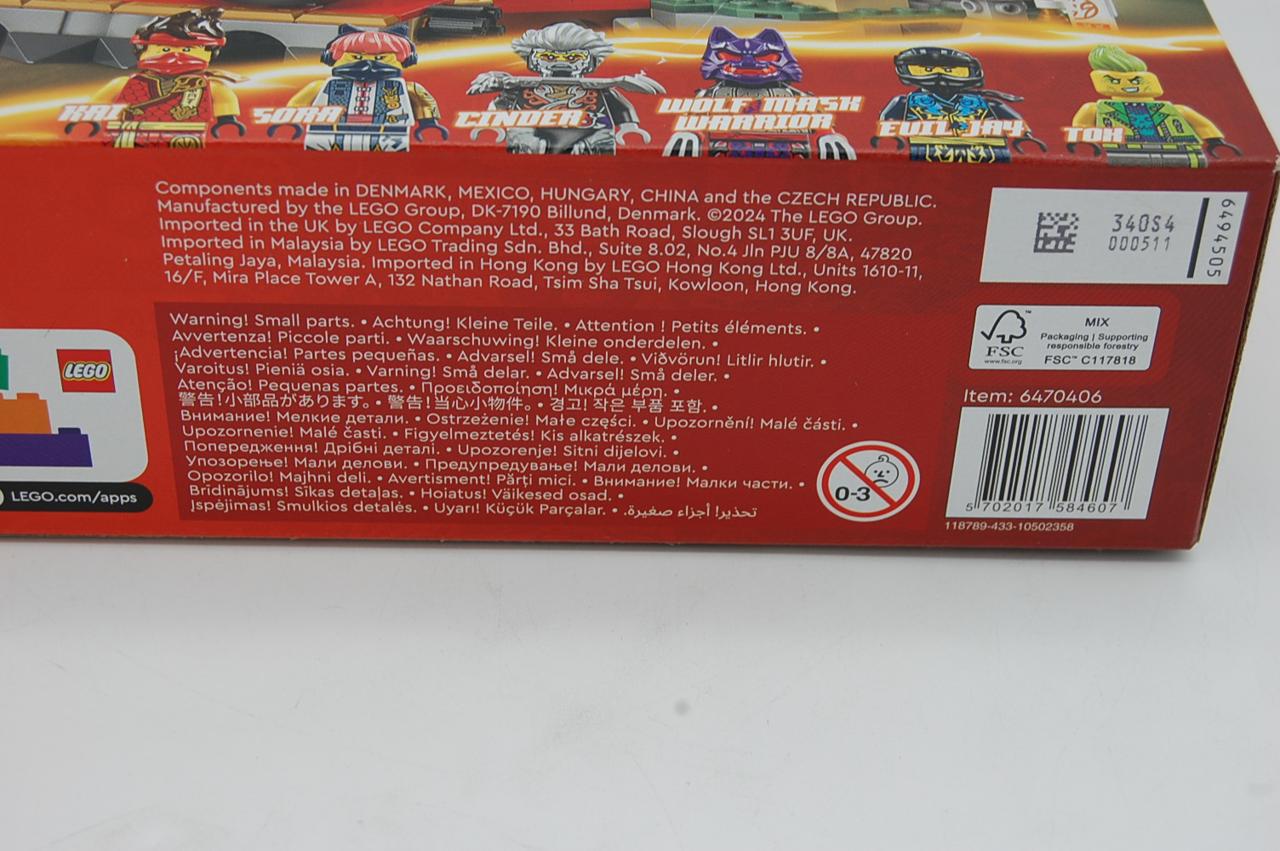 KAI
SORA
CINDER
WOLF MASK
WARRIOR
EVIL JAY
TOX
Components made in DENMARK, MEXICO, HUNGARY, CHINA and the CZECH REPUBLIC.
Manufactured by the LEGO Group, DK-7190 Billund, Denmark. ©2024 The LEGO Group.
Imported in the UK by LEGO Company Ltd., 33 Bath Road, Slough SL1 3UF, UK.
Imported in Malaysia by LEGO Trading Sdn. Bhd., Suite 8.02, No.4 Jln PJU 8/8A, 47820
Petaling Jaya, Malaysia. Imported in Hong Kong by LEGO Hong Kong Ltd., Units 1610-11,
16/F, Mira Place Tower A, 132 Nathan Road, Tsim Sha Tsui, Kowloon, Hong Kong.
340S4
000511
6494505
Warning! Small parts. • Achtung! Kleine Teile. • Attention ! Petits éléments. •
Avvertenza! Piccole parti. • Waarschuwing! Kleine onderdelen. •
¡Advertencia! Partes pequeñas. • Advarsel! Små dele. • Viðvörun! Litlir hlutir. •
Varoitus! Pieniä osia. • Varning! Små delar. • Advarsel! Små deler. •
Atenção! Pequenas partes. • Προειδοποίηση! Μικρά μέρη. •
警告!小部品があります。 • 警告!当心小物件。 • 경고! 작은 부품 포함. •
Внимание! Мелкие детали. • Ostrzeżenie! Małe części. • Upozornění! Malé části. •
Upozornenie! Malé časti. • Figyelmeztetés! Kis alkatrészek. •
Попередження! Дрібні деталі. • Upozorenje! Sitni dijelovi. •
Упозорење! Мали делови. • Предупредување! Мали делови. •
Opozorilo! Majhni deli. • Avertisment! Părți mici. • Внимание! Малки части. •
Brīdinājums! Sīkas detaļas. • Hoiatus! Väikesed osad. •
Įspėjimas! Smulkios detalės. • Uyarı! Küçük Parçalar. • تحذير! أجزاء صغيرة.
LEGO
LEGO.com/apps
0-3
FSC™
www.fsc.org
MIX
Packaging | Supporting
responsible forestry
FSC™ C117818
Item: 6470406
5 702017 584607
118789-433-10502358